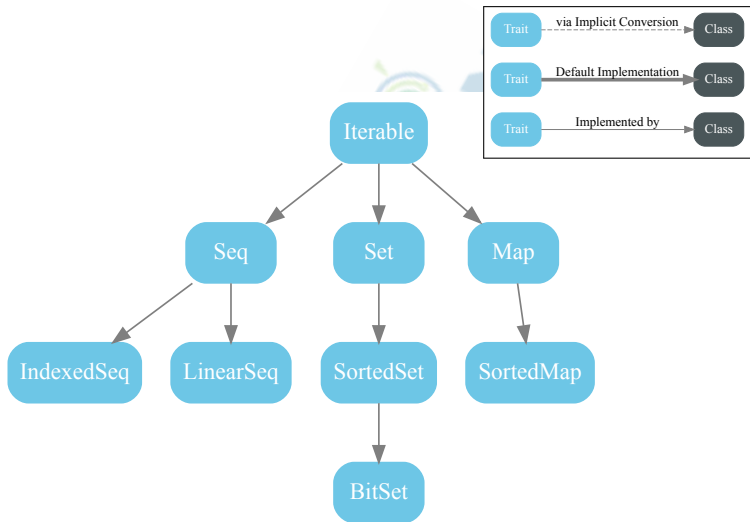 Trait via Implicit Conversion Class
Trait Default Implementation Class
Trait Implemented by Class
Iterable
Seq Set Map
IndexedSeq LinearSeq SortedSet SortedMap
BitSet